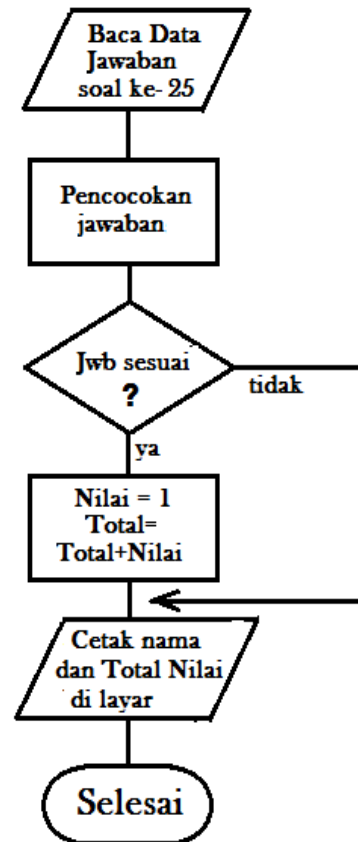 Baca Data
Jawaban
soal ke- 25
Pencocokan
jawaban
Jwb sesuai
?
tidak
ya
Nilai = 1
Total=
Total+Nilai
Cetak nama
dan Total Nilai
di layar
Selesai